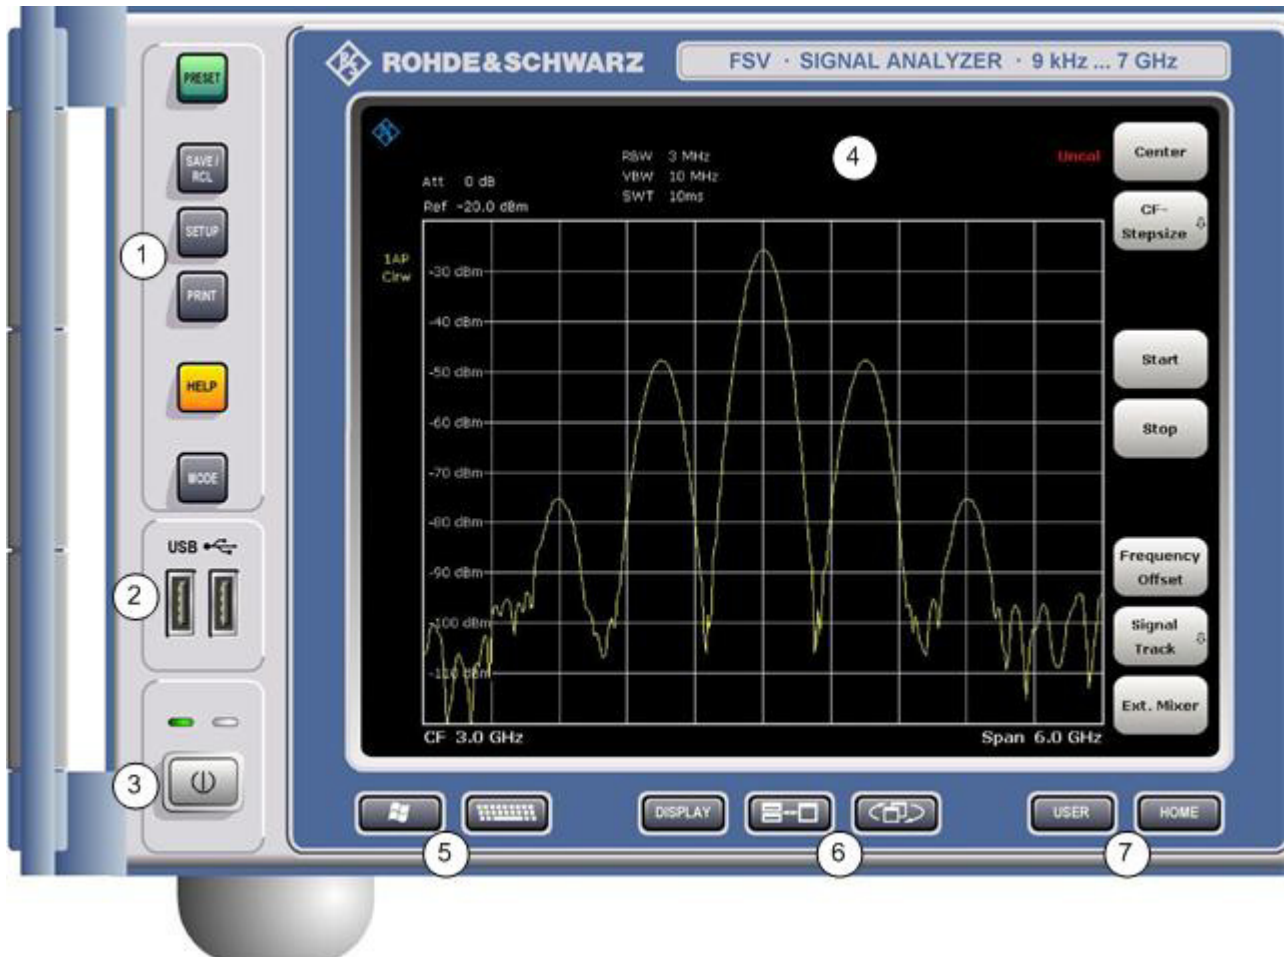 ROHDE&SCHWARZ
FSV · SIGNAL ANALYZER · 9 kHz ... 7 GHz
PRESET
SAVE /
RCL
SETUP
1
PRINT
HELP
MODE
USB
2
3
RBW 3 MHz
VBW 10 MHz
SWT 10ms
4
Uncal
Att 0 dB
Ref -20.0 dBm
1AP
Clrw
-30 dBm
-40 dBm
-50 dBm
-60 dBm
-70 dBm
-80 dBm
-90 dBm
-100 dBm
-110 dBm
CF 3.0 GHz
Span 6.0 GHz
Center
CF-
Stepsize
Start
Stop
Frequency
Offset
Signal
Track
Ext. Mixer
DISPLAY
USER
HOME
5
6
7